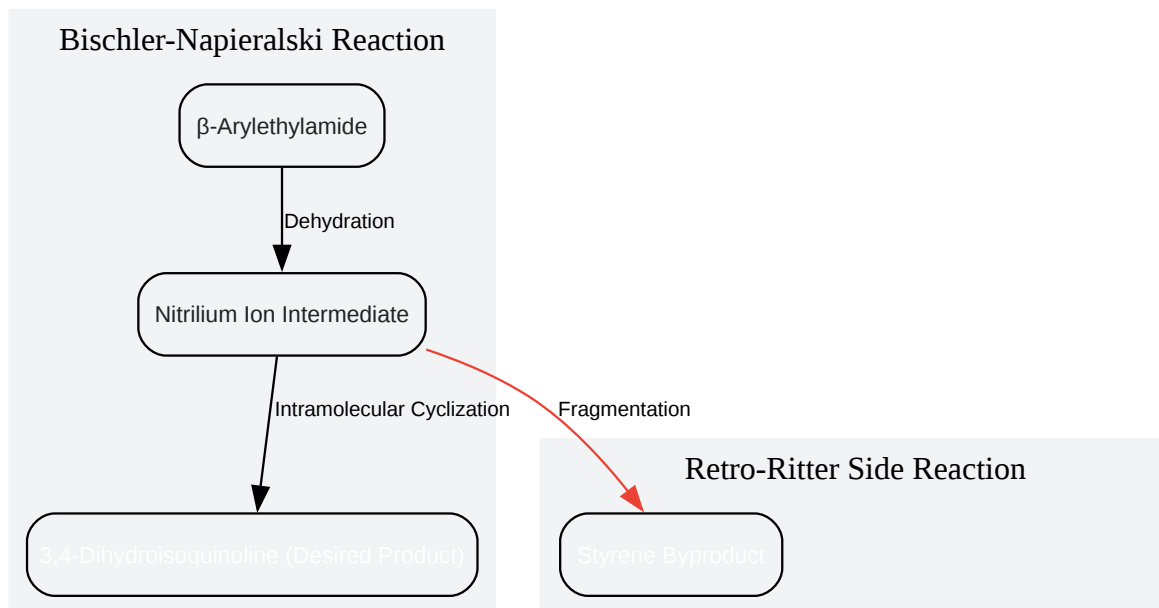 Bischler-Napieralski Reaction
β-Arylethylamide
Dehydration
Nitrilium Ion Intermediate
Intramolecular Cyclization
Fragmentation
Retro-Ritter Side Reaction
3,4-Dihydroisoquinoline (Desired Product)
Styrene Byproduct